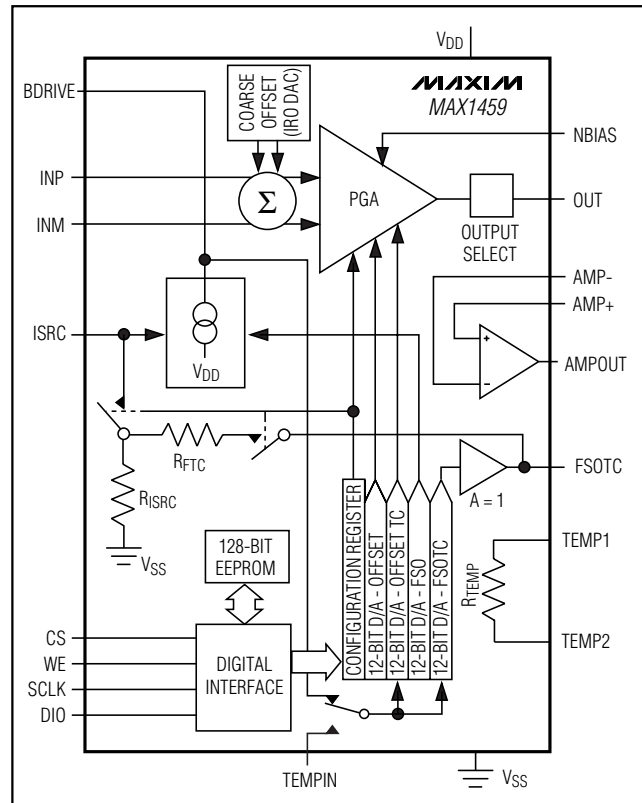 VDD
MAXIM
MAX1459
BDRIVE
COARSE
OFFSET
(IRO DAC)
NBIAS
INP
Σ
PGA
OUT
INM
OUTPUT
SELECT
AMP-
AMP+
ISRC
VDD
+
-
AMPOUT
RFTC
FSOTC
A = 1
RISRC
VSS
128-BIT
EEPROM
CONFIGURATION REGISTER
12-BIT D/A - OFFSET
12-BIT D/A - OFFSET TC
12-BIT D/A - FSO
12-BIT D/A - FSOTC
TEMP1
RTEMP
TEMP2
CS
WE
SCLK
DIO
DIGITAL
INTERFACE
TEMPIN
VSS